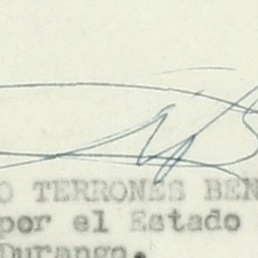 O TERRONES BEN
por el Estado
Durango.